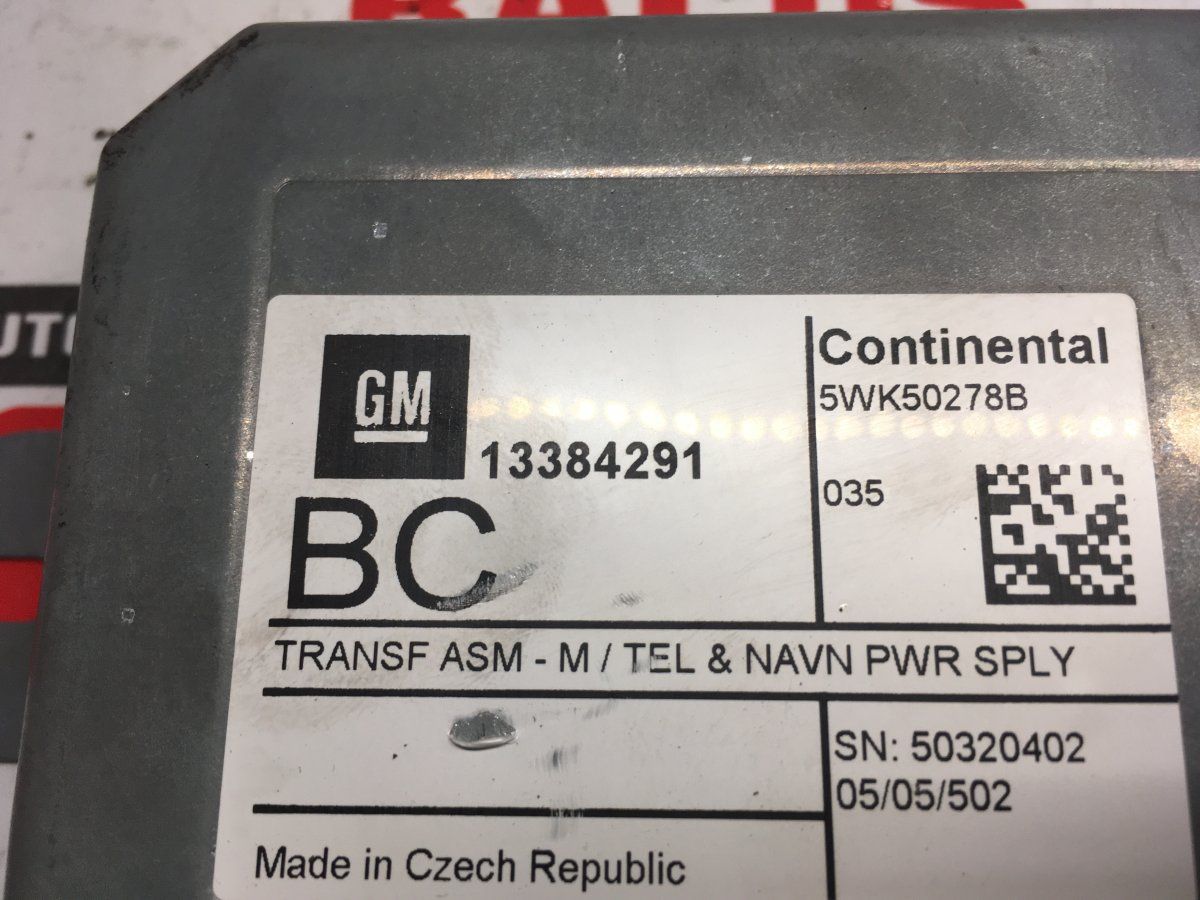 UTO
GM
13384291
BC
Continental
5WK50278B
035
TRANSF ASM - M / TEL & NAVN PWR SPLY
SN: 50320402
05/05/502
Made in Czech Republic